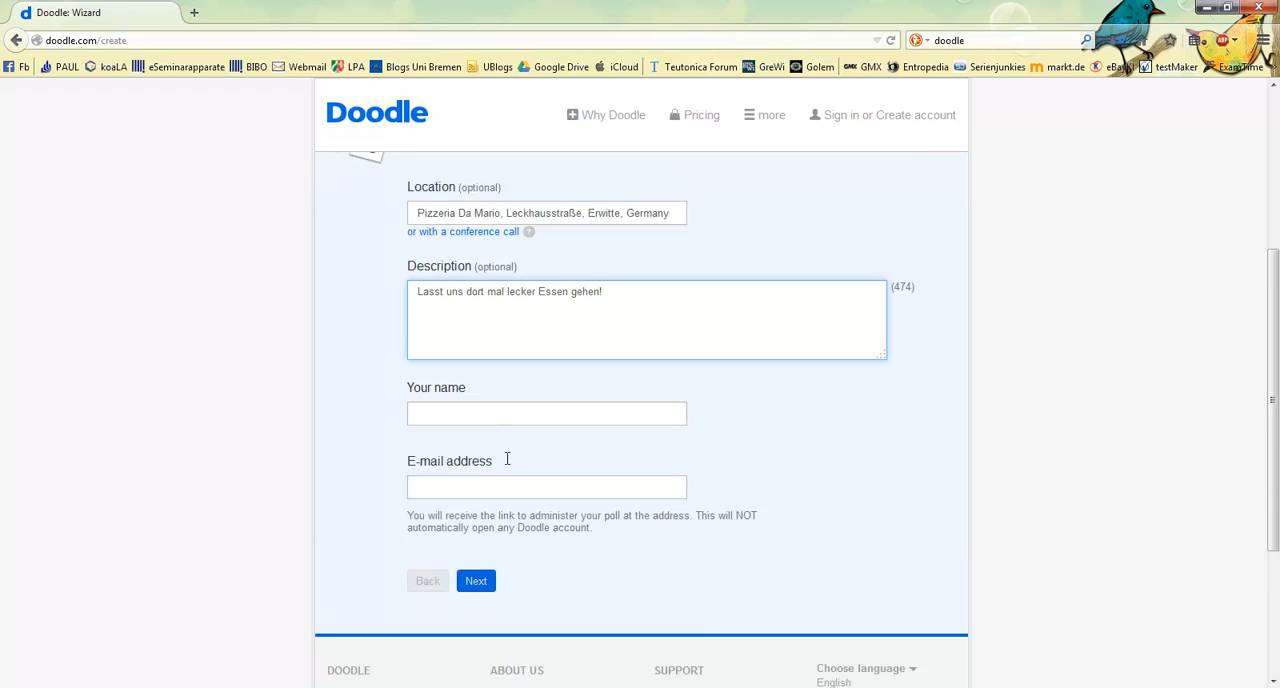 Doodle: Wizard
doodle.com/create
doodle
Fb PAUL koaLA eSeminarapparate BIBO Webmail LPA Blogs Uni UBlogs Google Drive iCloud Teutonica Forum GreWi Golem GMX Entropedia Serienjunkies markt.de eBay testMaker ExamTime
Doodle
Why Doodle Pricing more Sign in or Create account
Location (optional)
Pizzeria Da Mario, Leckhausstraße, Erwitte, Germany
or with a conference call ?
Description (optional)
Lasst uns dort mal lecker Essen gehen!
(474)
Your name
E-mail address
You will receive the link to administer your poll at the address. This will NOT
automatically open any Doodle account.
Back Next
DOODLE ABOUT US SUPPORT Choose language
English